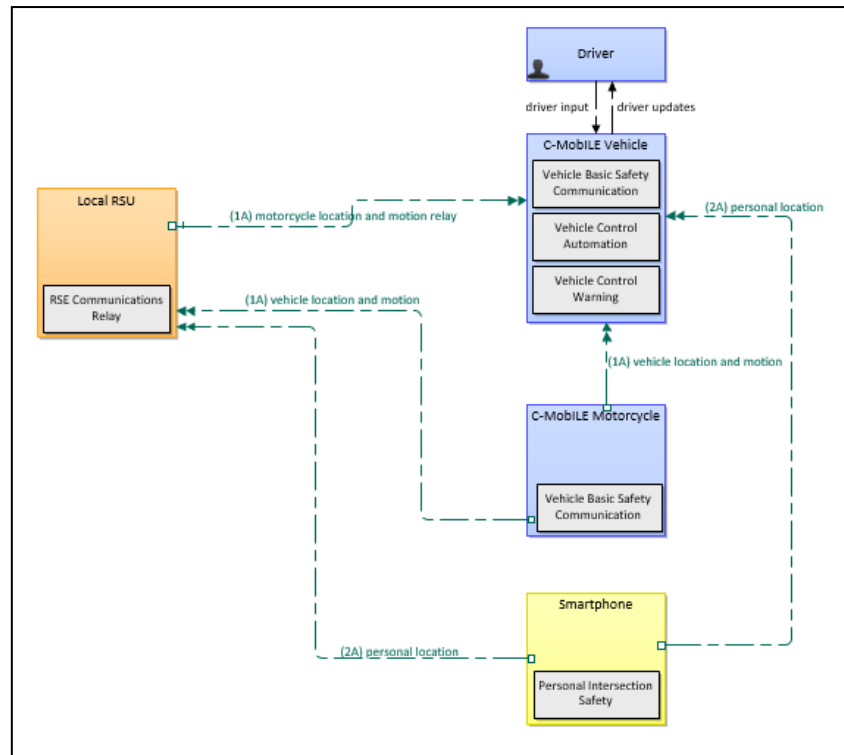 Driver
driver input
driver updates
C-MobILE Vehicle
Vehicle Basic Safety
Communication
Vehicle Control
Automation
Vehicle Control
Warning
Local RSU
RSE Communications
Relay
(1A) motorcycle location and motion relay
(2A) personal location
(1A) vehicle location and motion
(1A) vehicle location and motion
C-MobILE Motorcycle
Vehicle Basic Safety
Communication
Smartphone
(2A) personal location
Personal Intersection
Safety